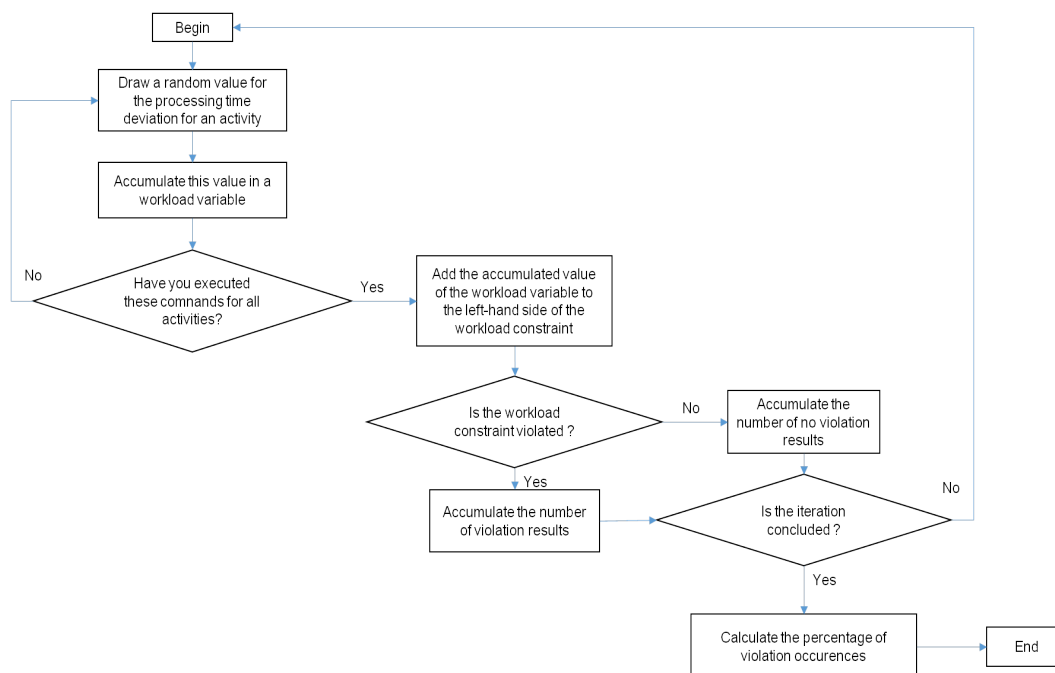 Begin
Draw a random value for
the processing time
deviation for an activity
Accumulate this value in a
workload variable
No
Have you executed
these commands for all
activities?
Yes
Add the accumulated value
of the workload variable to
the left-hand side of the
workload constraint
Is the workload
constraint violated ?
No
Accumulate the
number of no violation
results
Yes
Accumulate the number
of violation results
Is the iteration
concluded ?
No
Yes
Calculate the percentage of
violation occurences
End